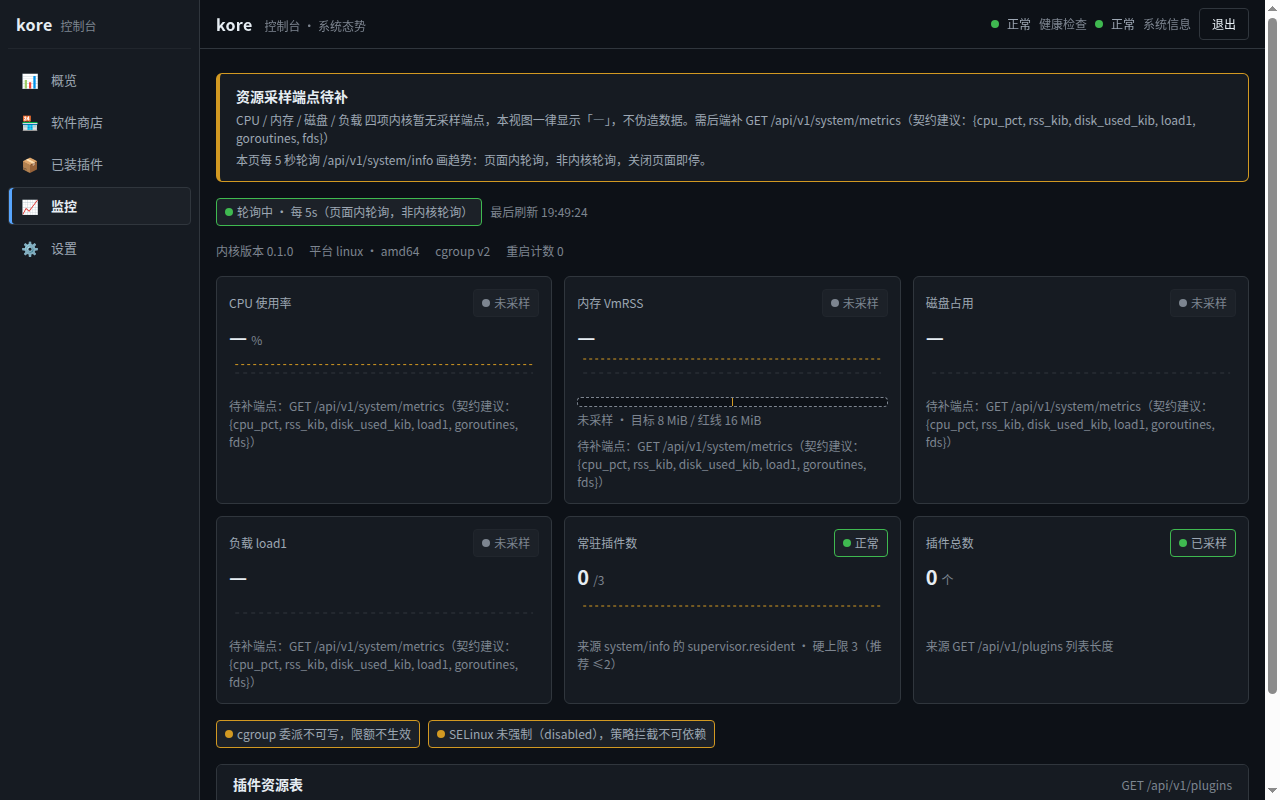 kore 控制台
概览
软件商店
已装插件
监控
设置
kore 控制台 · 系统态势
正常 健康检查 正常 系统信息 退出
资源采样端点待补
CPU / 内存 / 磁盘 / 负载 四项内核暂无采样端点，本视图一律显示「—」，不伪造数据。需后端补 GET /api/v1/system/metrics（契约建议：{cpu_pct, rss_kib, disk_used_kib, load1,
goroutines, fds}）
本页每 5 秒轮询 /api/v1/system/info 画趋势：页面内轮询，非内核轮询，关闭页面即停。
轮询中 · 每 5s（页面内轮询，非内核轮询） 最后刷新 19:49:24
内核版本 0.1.0 平台 linux · amd64 cgroup v2 重启计数 0
CPU 使用率 未采样
— %
待补端点：GET /api/v1/system/metrics（契约建议：
{cpu_pct, rss_kib, disk_used_kib, load1, goroutines,
fds}）
内存 VmRSS 未采样
—
未采样 · 目标 8 MiB / 红线 16 MiB
待补端点：GET /api/v1/system/metrics（契约建议：
{cpu_pct, rss_kib, disk_used_kib, load1, goroutines,
fds}）
磁盘占用 未采样
—
待补端点：GET /api/v1/system/metrics（契约建议：
{cpu_pct, rss_kib, disk_used_kib, load1, goroutines,
fds}）
负载 load1 未采样
—
待补端点：GET /api/v1/system/metrics（契约建议：
{cpu_pct, rss_kib, disk_used_kib, load1, goroutines,
fds}）
常驻插件数 正常
0 /3
来源 system/info 的 supervisor.resident · 硬上限 3（推
荐 ≤2）
插件总数 已采样
0 个
来源 GET /api/v1/plugins 列表长度
cgroup 委派不可写，限额不生效 SELinux 未强制（disabled），策略拦截不可依赖
插件资源表 GET /api/v1/plugins